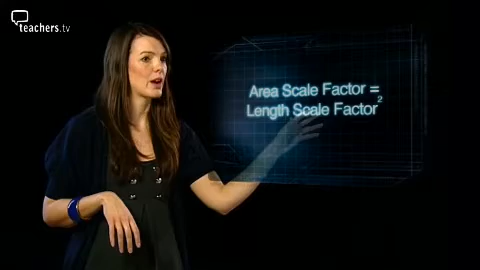 teachers.tv
Area Scale Factor =
Length Scale Factor²